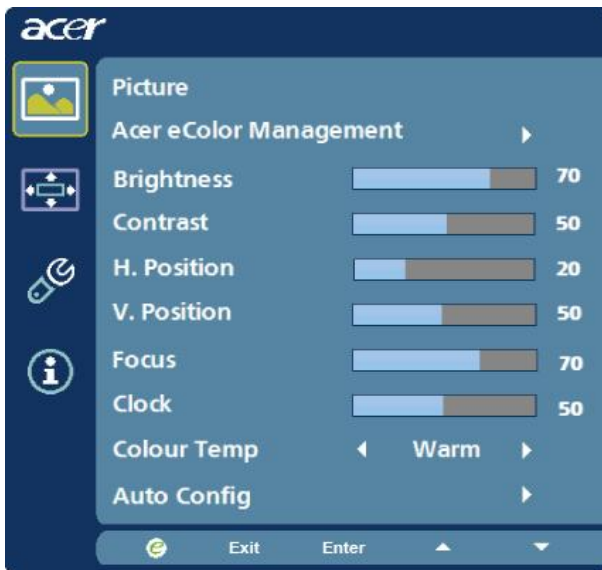 acer
Picture
Acer eColor Management
Brightness 70
Contrast 50
H. Position 20
V. Position 50
Focus 70
Clock 50
Colour Temp Warm
Auto Config
e Exit Enter